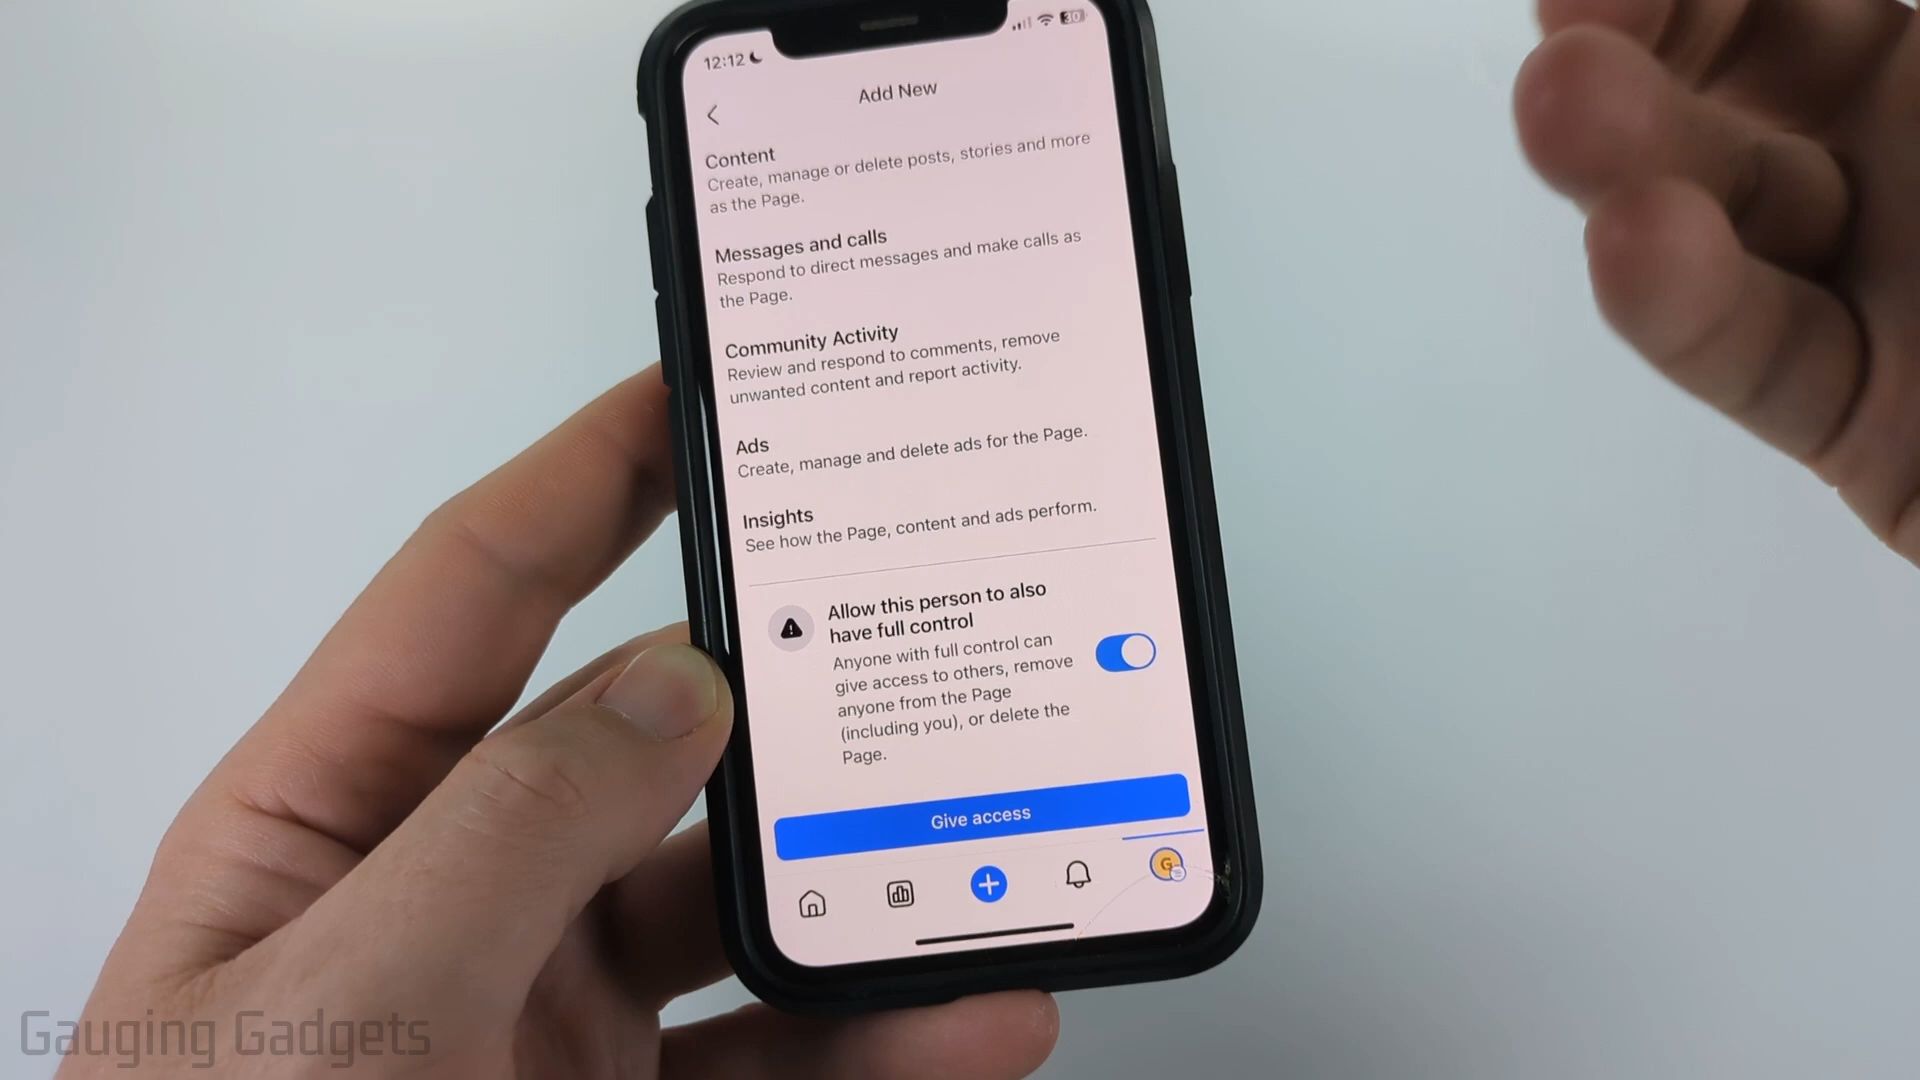 12:12
30
Add New
Content
Create, manage or delete posts, stories and more
as the Page.
Messages and calls
Respond to direct messages and make calls as
the Page.
Community Activity
Review and respond to comments, remove
unwanted content and report activity.
Ads
Create, manage and delete ads for the Page.
Insights
See how the Page, content and ads perform.
Allow this person to also
have full control
Anyone with full control can
give access to others, remove
anyone from the Page
(including you), or delete the
Page.
Give access
G
Gauging Gadgets